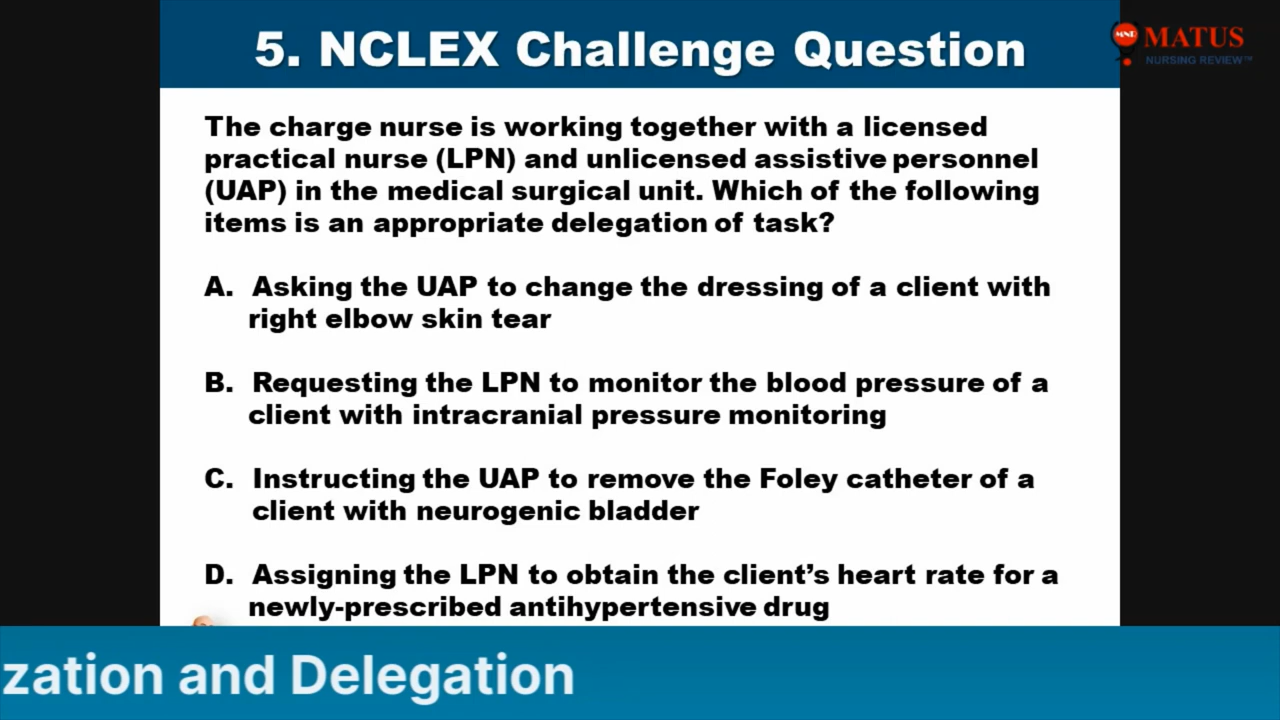 5. NCLEX Challenge Question
MNR MATUS
NURSING REVIEW™
The charge nurse is working together with a licensed
practical nurse (LPN) and unlicensed assistive personnel
(UAP) in the medical surgical unit. Which of the following
items is an appropriate delegation of task?
A. Asking the UAP to change the dressing of a client with
right elbow skin tear
B. Requesting the LPN to monitor the blood pressure of a
client with intracranial pressure monitoring
C. Instructing the UAP to remove the Foley catheter of a
client with neurogenic bladder
D. Assigning the LPN to obtain the client’s heart rate for a
newly-prescribed antihypertensive drug
zation and Delegation